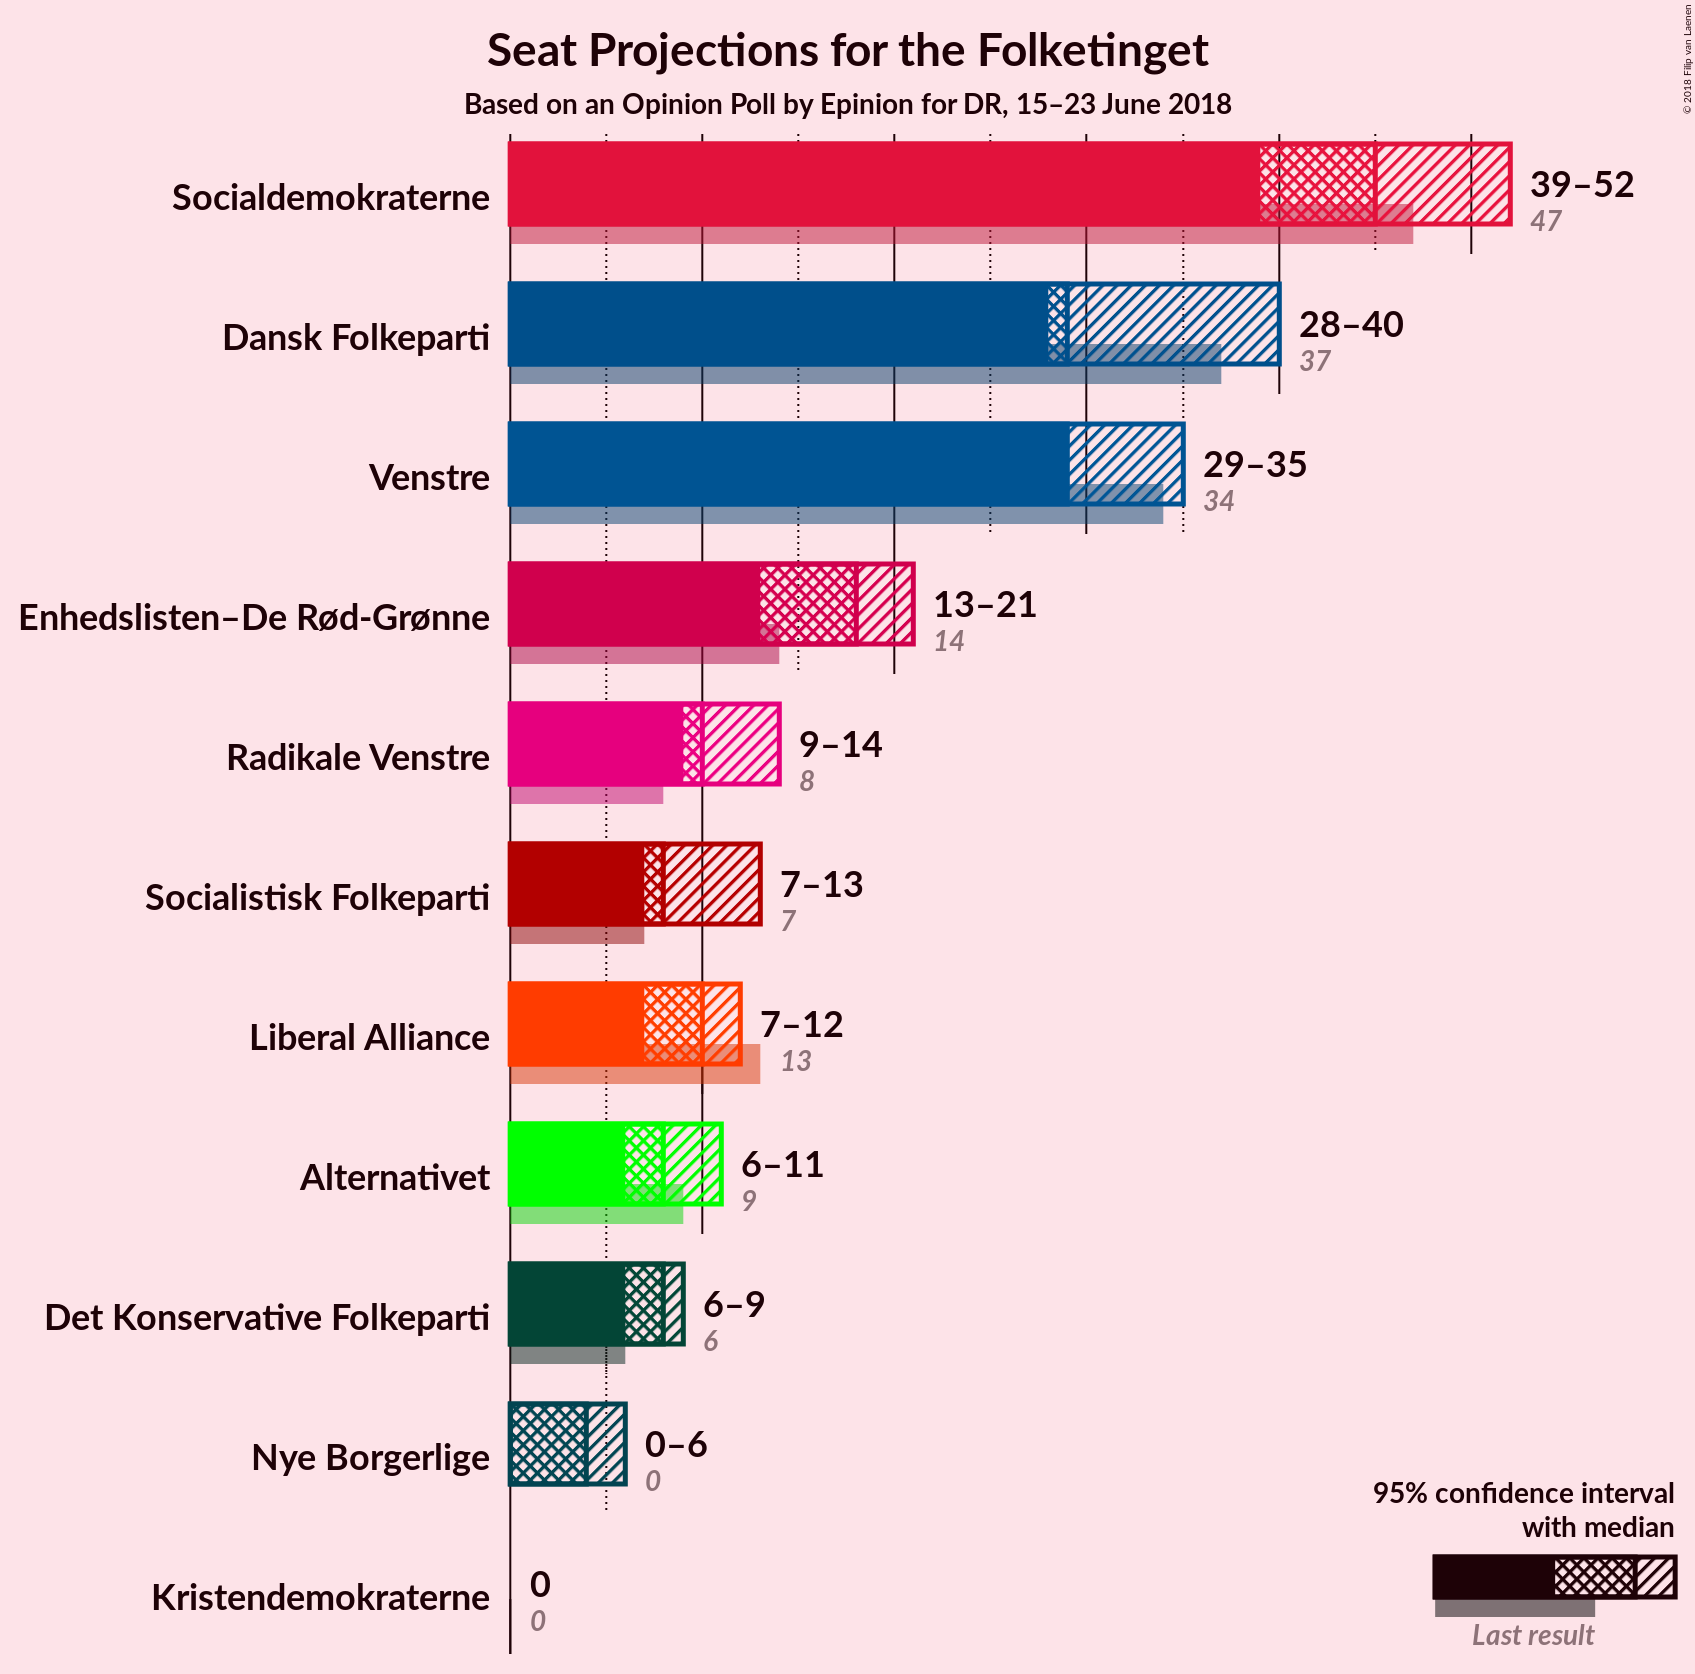 Seat Projections for the Folketinget
Based on an Opinion Poll by Epinion for DR, 15–23 June 2018
© 2018 Filip van Laenen
Socialdemokraterne
39–52
47
Dansk Folkeparti
28–40
37
Venstre
29–35
34
Enhedslisten–De Rød-Grønne
13–21
14
Radikale Venstre
9–14
8
Socialistisk Folkeparti
7–13
7
Liberal Alliance
7–12
13
Alternativet
6–11
9
Det Konservative Folkeparti
6–9
6
Nye Borgerlige
0–6
0
Kristendemokraterne
0
0
95% confidence interval
with median
Last result